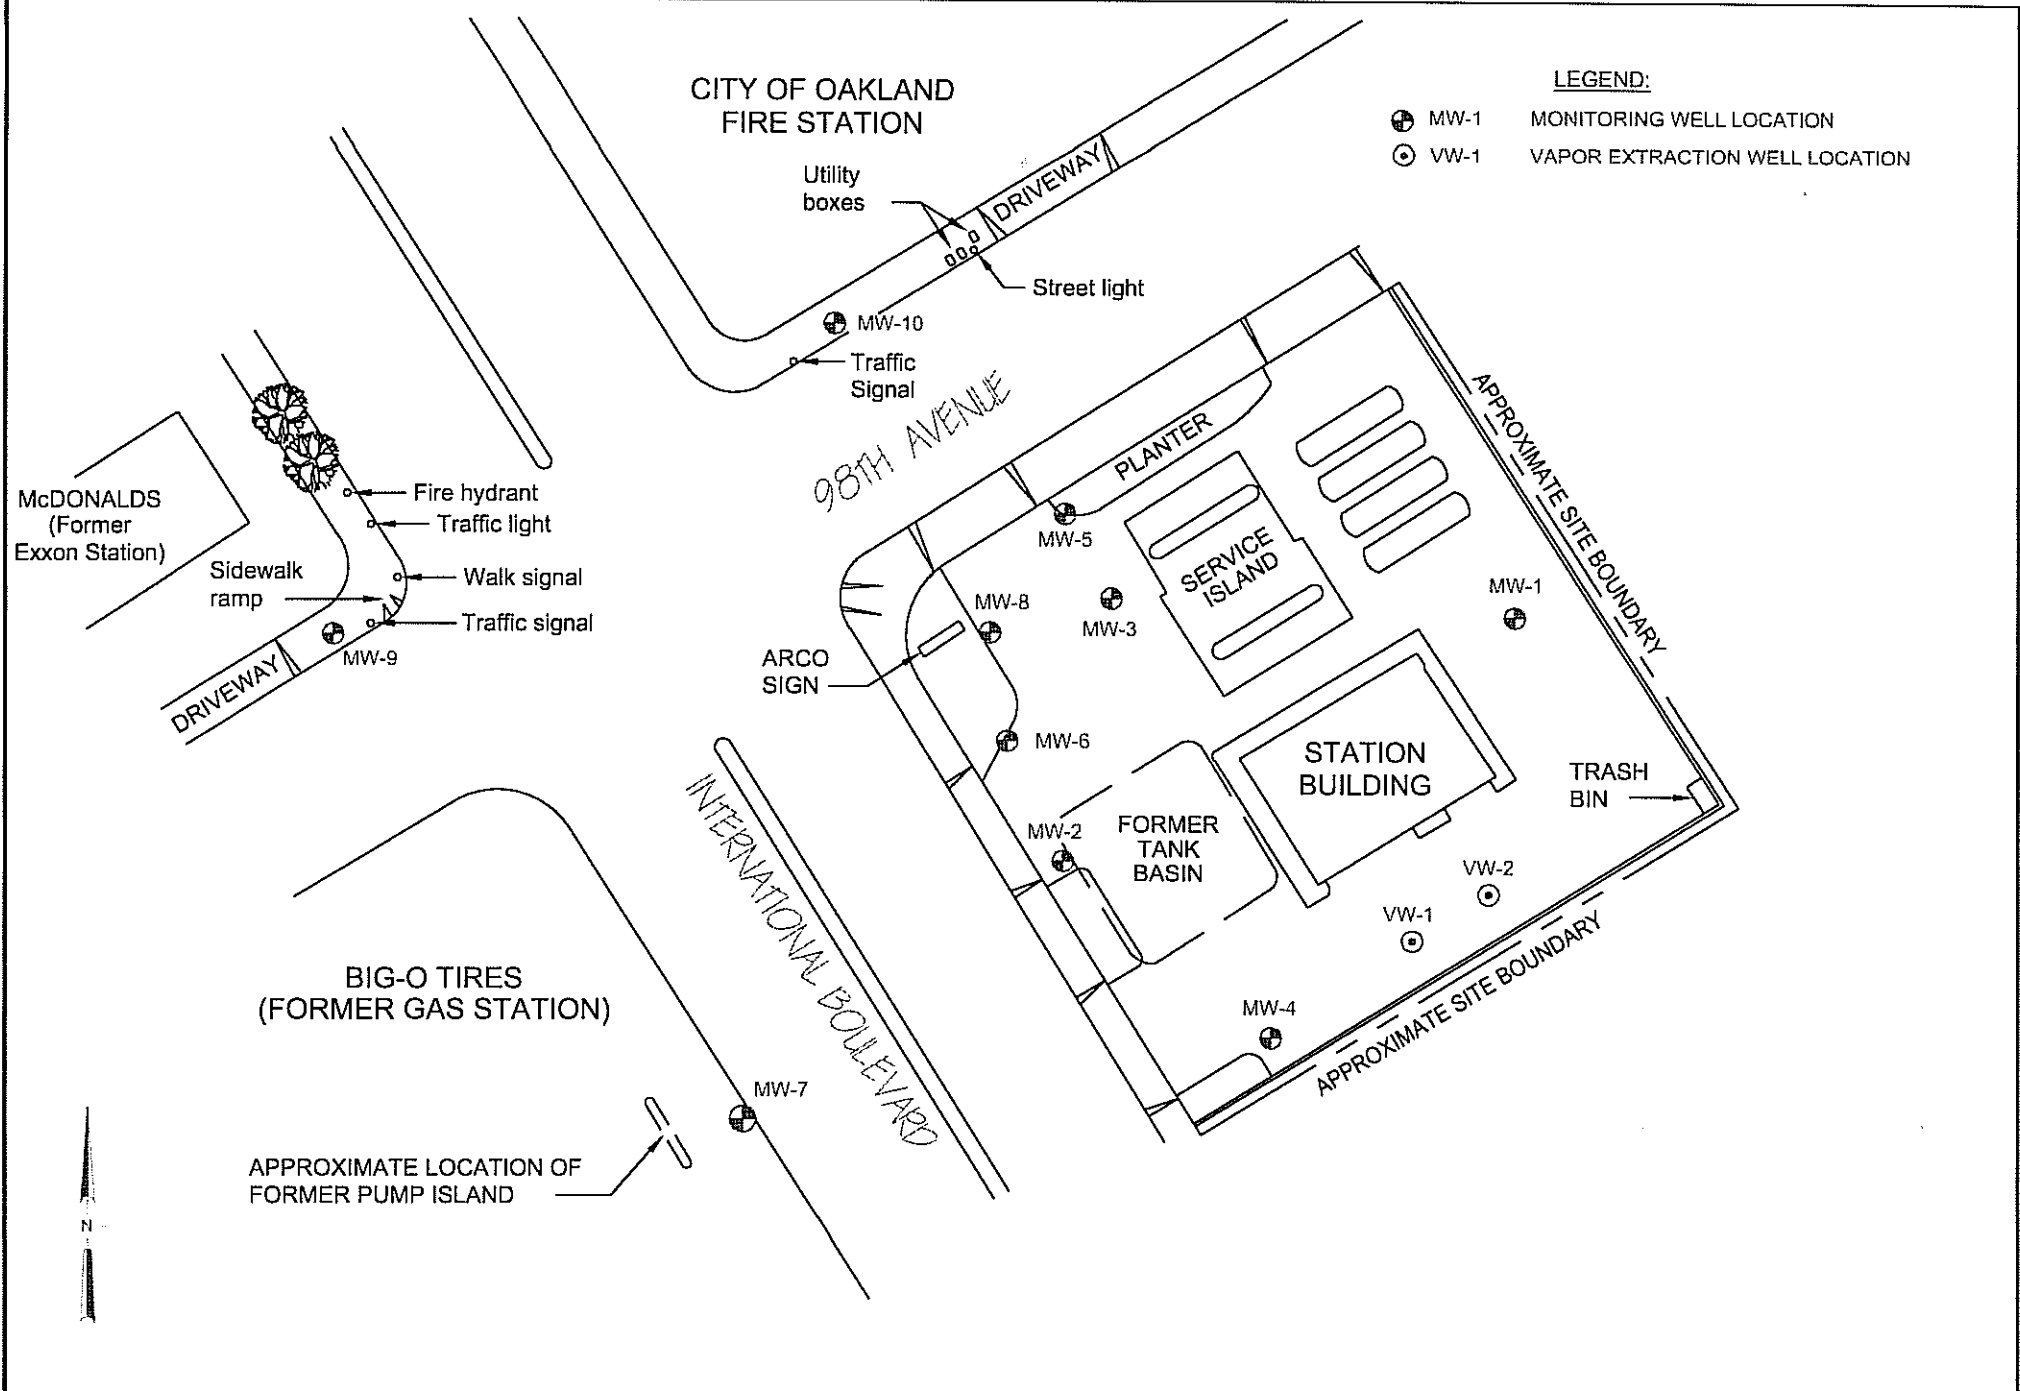 CITY OF OAKLAND
FIRE STATION
LEGEND:
MW-1 MONITORING WELL LOCATION
VW-1 VAPOR EXTRACTION WELL LOCATION
Utility
boxes
DRIVEWAY
Street light
MW-10
Traffic
Signal
98TH AVENUE
PLANTER
APPROXIMATE SITE BOUNDARY
McDONALDS
(Former
Exxon Station)
Fire hydrant
Traffic light
Sidewalk
ramp
Walk signal
Traffic signal
MW-9
DRIVEWAY
MW-5
SERVICE
ISLAND
MW-8
MW-3
MW-1
ARCO
SIGN
MW-6
STATION
BUILDING
TRASH
BIN
MW-2
FORMER
TANK
BASIN
INTERNATIONAL BOULEVARD
VW-2
VW-1
APPROXIMATE SITE BOUNDARY
BIG-O TIRES
(FORMER GAS STATION)
MW-4
MW-7
APPROXIMATE LOCATION OF
FORMER PUMP ISLAND
N